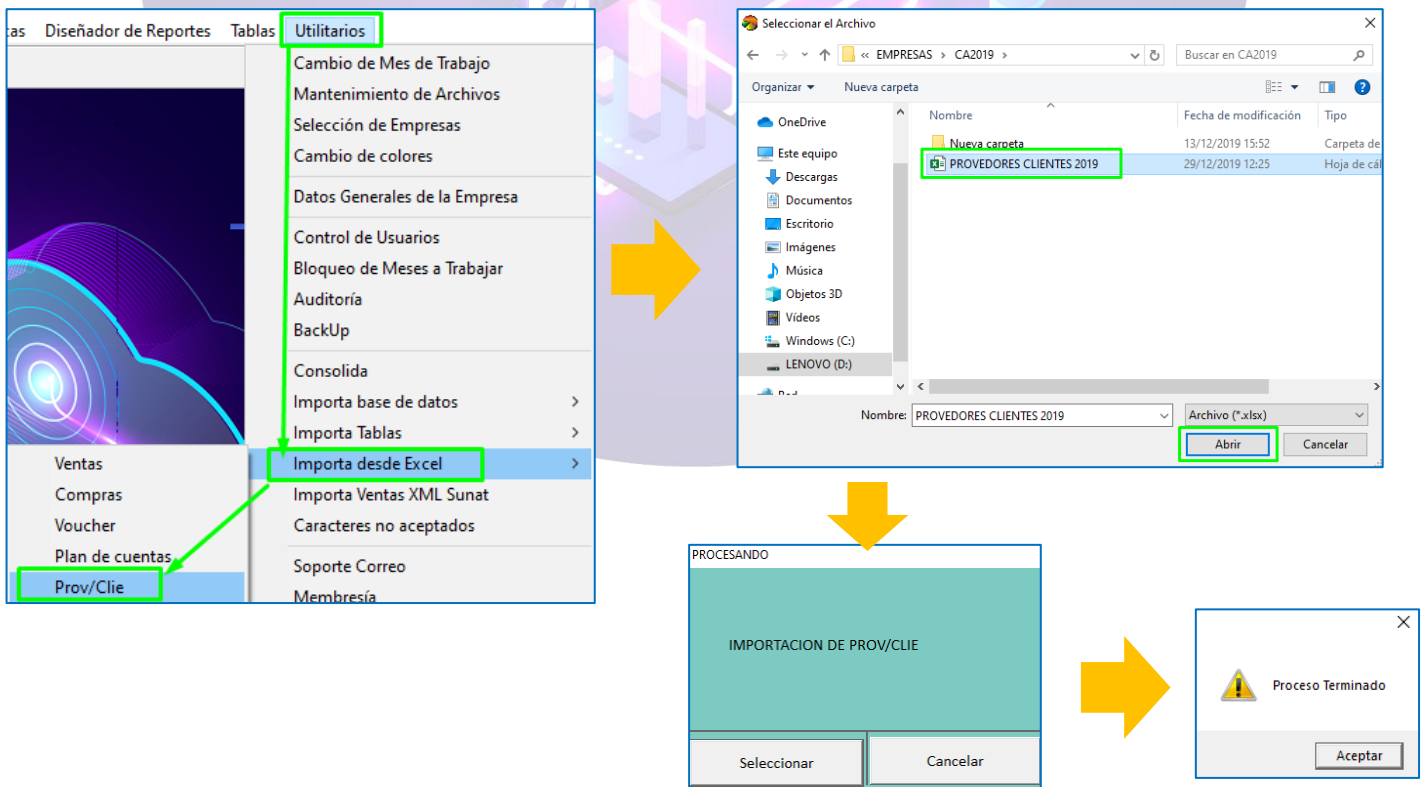 as Diseñador de Reportes Tablas Utilitarios
Cambio de Mes de Trabajo
Mantenimiento de Archivos
Selección de Empresas
Cambio de colores
Datos Generales de la Empresa
Control de Usuarios
Bloqueo de Meses a Trabajar
Auditoría
BackUp
Consolida
Importa base de datos
Importa Tablas
Importa desde Excel
Importa Ventas XML Sunat
Caracteres no aceptados
Soporte Correo
Membresía
Ventas
Compras
Voucher
Plan de cuentas
Prov/Clie
Seleccionar el Archivo
« EMPRESAS › CA2019 › Buscar en CA2019
Organizar Nueva carpeta
Nombre Fecha de modificación Tipo
Nueva carpeta 13/12/2019 15:52 Carpeta de
PROVEDORES CLIENTES 2019 29/12/2019 12:25 Hoja de cál
OneDrive
Este equipo
Descargas
Documentos
Escritorio
Imágenes
Música
Objetos 3D
Vídeos
Windows (C:)
LENOVO (D:)
Nombre: PROVEDORES CLIENTES 2019 Archivo (*.xlsx)
Abrir Cancelar
PROCESANDO
IMPORTACION DE PROV/CLIE
Seleccionar Cancelar
Proceso Terminado
Aceptar